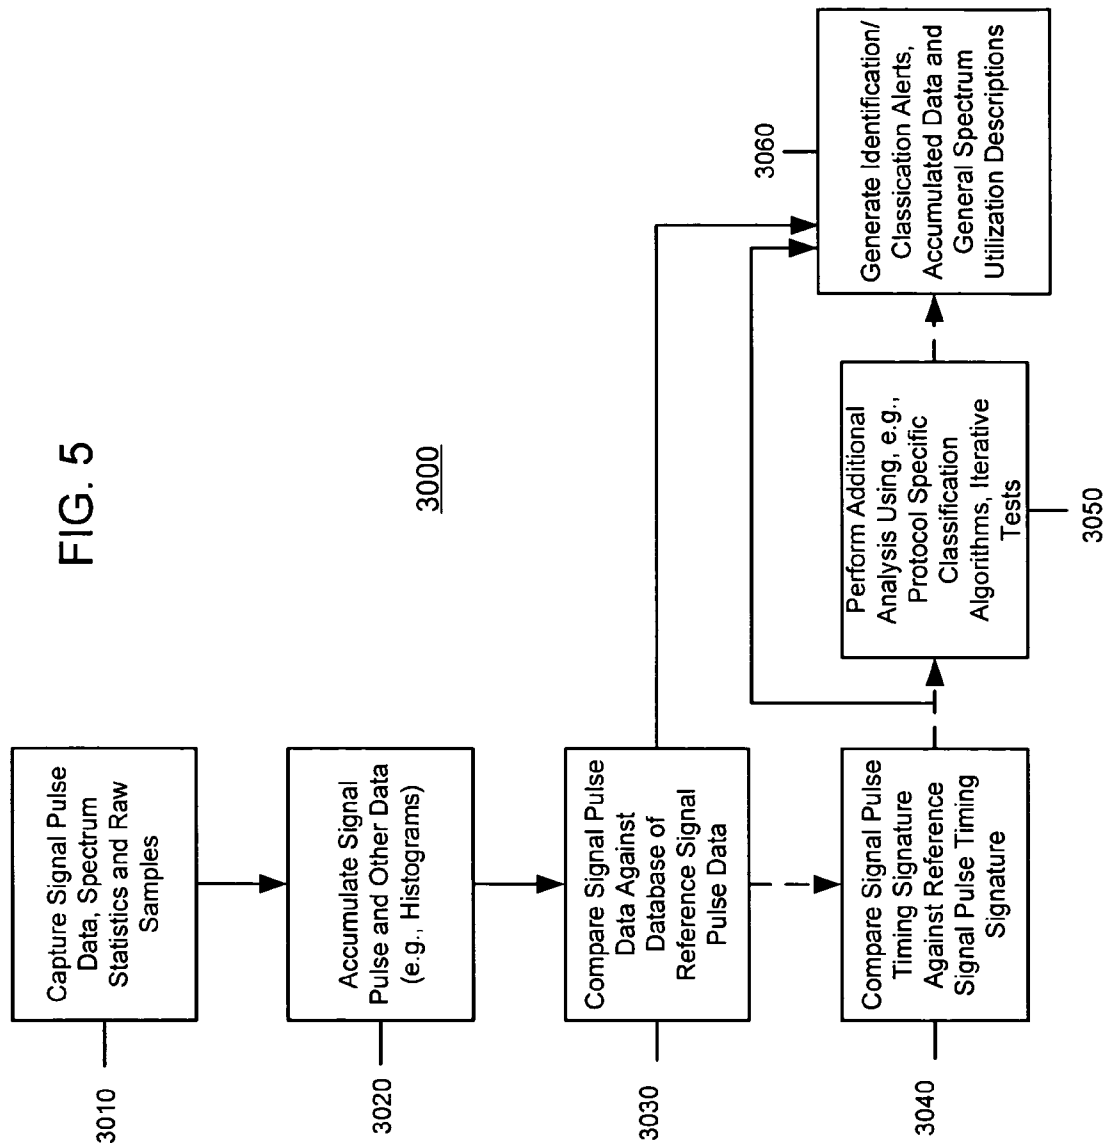 FIG. 5
3000
3010
Capture Signal Pulse
Data, Spectrum
Statistics and Raw
Samples
3020
Accumulate Signal
Pulse and Other Data
(e.g., Histograms)
3030
Compare Signal Pulse
Data Against
Database of
Reference Signal
Pulse Data
3040
Compare Signal Pulse
Timing Signature
Against Reference
Signal Pulse Timing
Signature
Perform Additional
Analysis Using, e.g.,
Protocol Specific
Classification
Algorithms, Iterative
Tests
3050
3060
Generate Identification/
Classication Alerts,
Accumulated Data and
General Spectrum
Utilization Descriptions